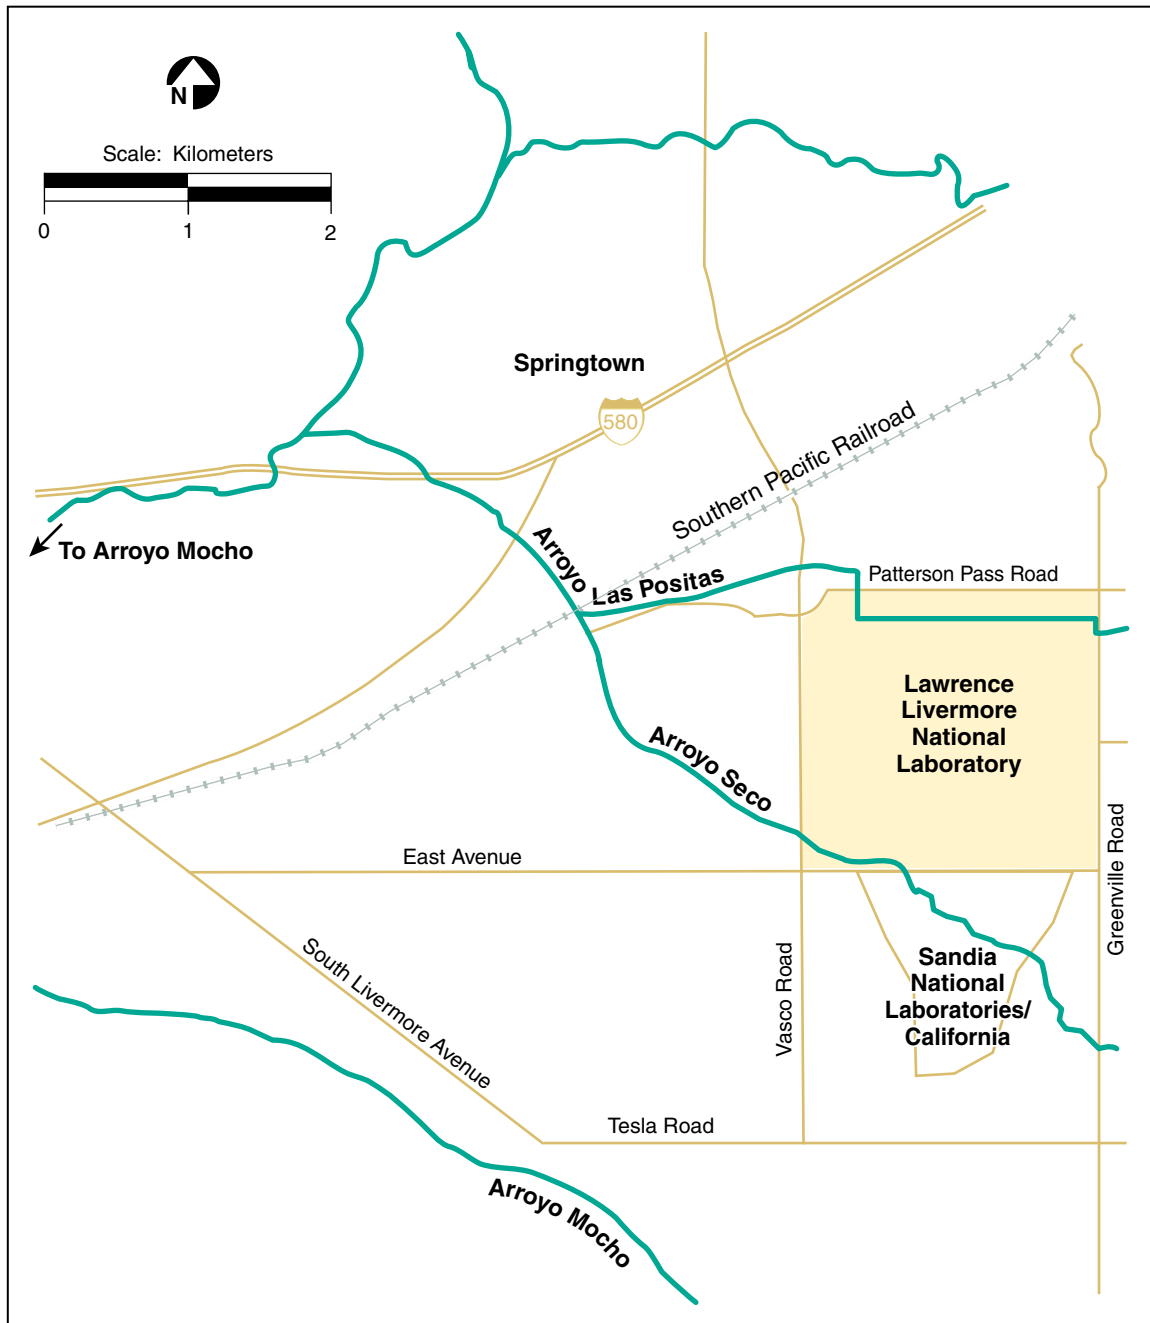 N
Scale: Kilometers
0 1 2
Springtown
580
Southern Pacific Railroad
To Arroyo Mocho
Arroyo
Las Positas
Patterson Pass Road
Lawrence
Livermore
National
Laboratory
Arroyo Seco
East Avenue
Greenville Road
South Livermore Avenue
Vasco Road
Sandia
National
Laboratories/
California
Tesla Road
Arroyo Mocho